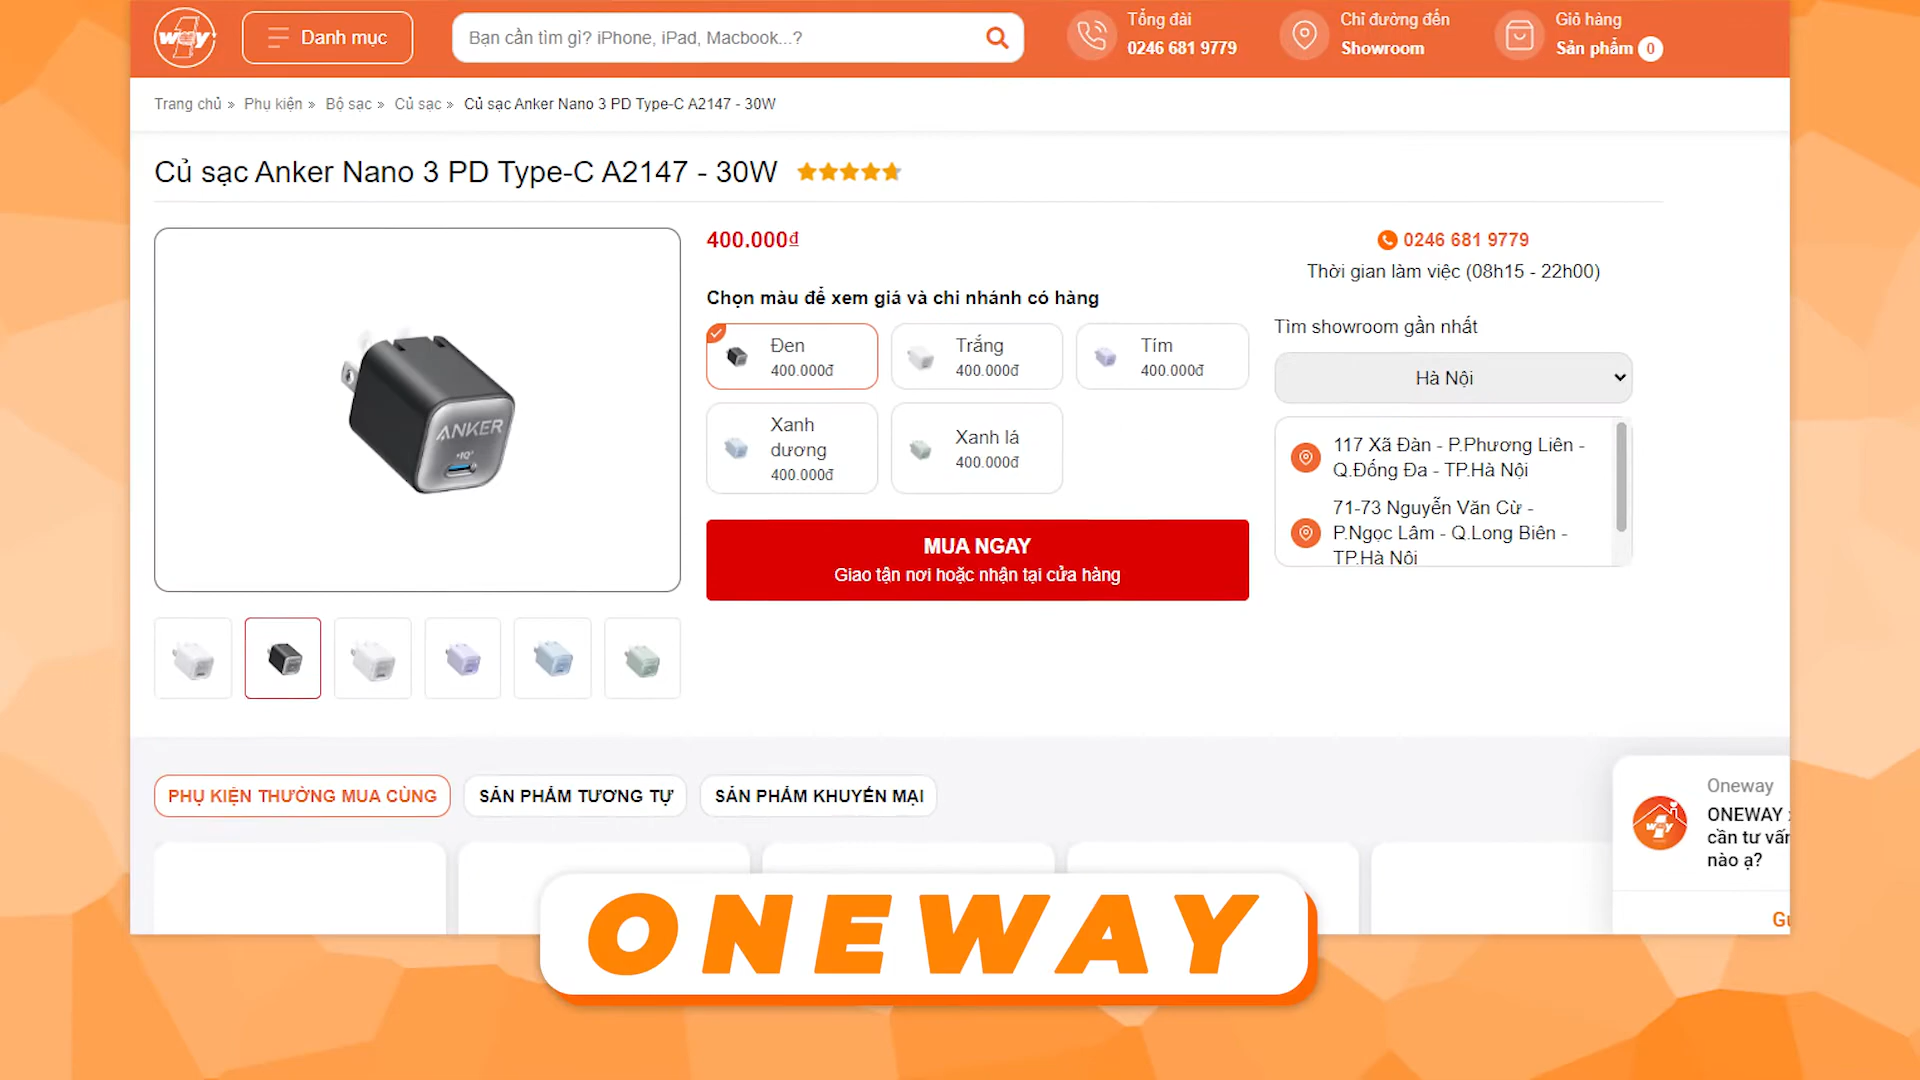 way
Danh mục
Bạn cần tìm gì? iPhone, iPad, Macbook...?
Tổng đài
0246 681 9779
Chỉ đường đến
Showroom
Giỏ hàng
Sản phẩm 0
Trang chủ » Phụ kiện » Bộ sạc » Củ sạc » Củ sạc Anker Nano 3 PD Type-C A2147 - 30W
Củ sạc Anker Nano 3 PD Type-C A2147 - 30W
ANKER
IQ
400.000₫
Chọn màu để xem giá và chi nhánh có hàng
Đen
400.000đ
Trắng
400.000đ
Tím
400.000đ
Xanh
dương
400.000đ
Xanh lá
400.000đ
MUA NGAY
Giao tận nơi hoặc nhận tại cửa hàng
0246 681 9779
Thời gian làm việc (08h15 - 22h00)
Tìm showroom gần nhất
Hà Nội
117 Xã Đàn - P.Phương Liên -
Q.Đống Đa - TP.Hà Nội
71-73 Nguyễn Văn Cừ -
P.Ngọc Lâm - Q.Long Biên -
TP.Hà Nội
PHỤ KIỆN THƯỜNG MUA CÙNG
SẢN PHẨM TƯƠNG TỰ
SẢN PHẨM KHUYẾN MẠI
Oneway
ONEWAY
cần tư vấn
nào ạ?
ONEWAY